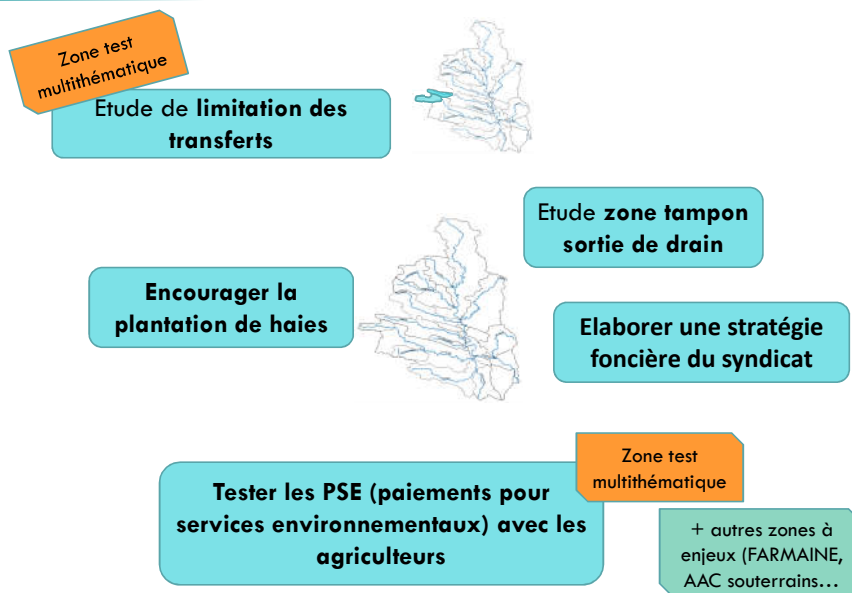 Zone test
multithématique
Etude de limitation des
transferts
Etude zone tampon
sortie de drain
Encourager la
plantation de haies
Elaborer une stratégie
foncière du syndicat
Zone test
multithématique
Tester les PSE (paiements pour
services environnementaux) avec les
agriculteurs
+ autres zones à
enjeux (FARMAINE,
AAC souterrains…